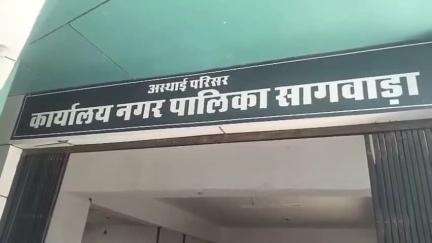 अस्थाई परिसर
कार्यालय नगर पालिका सागवाड़ा